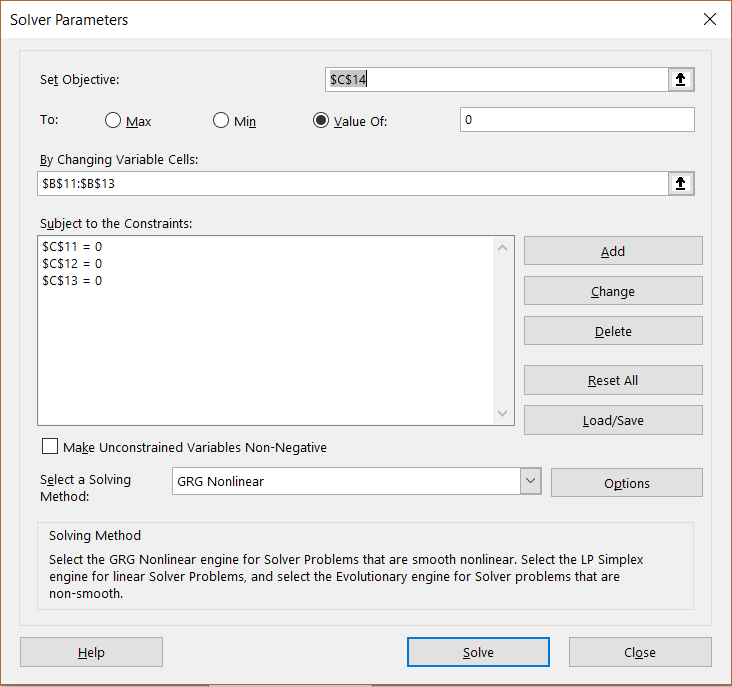 Solver Parameters
Set Objective:
$C$14
To:
Max
Min
Value Of:
0
By Changing Variable Cells:
$B$11:$B$13
Subject to the Constraints:
$C$11 = 0
$C$12 = 0
$C$13 = 0
Add
Change
Delete
Reset All
Load/Save
Make Unconstrained Variables Non-Negative
Select a Solving
Method:
GRG Nonlinear
Options
Solving Method
Select the GRG Nonlinear engine for Solver Problems that are smooth nonlinear. Select the LP Simplex
engine for linear Solver Problems, and select the Evolutionary engine for Solver problems that are
non-smooth.
Help
Solve
Close